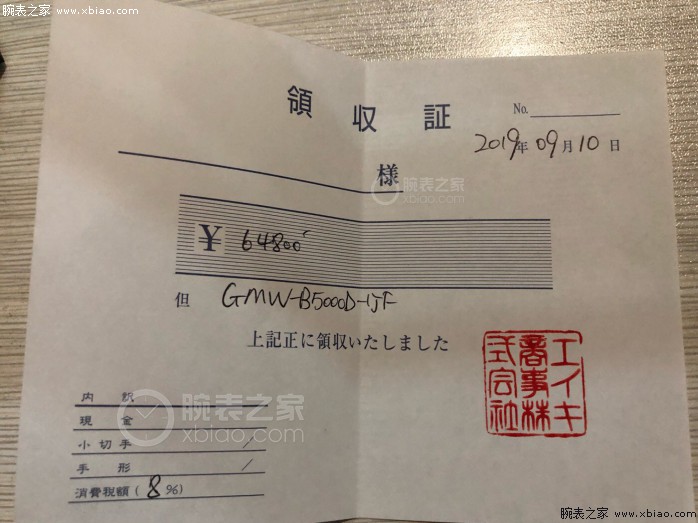 腕表之家 www.xbiao.com
領収証
No.
2019年09月10日
様
腕表之家
xbiao.com
¥ 64800
但 GMW-B5000D-1JF
上記正に領収いたしました
エイキ
商事株
式会社
内 訳
現 金
小切手 /
手 形 /
消費税額(8%)
腕表之家
xbiao.com
腕表之家 www.xbiao.com